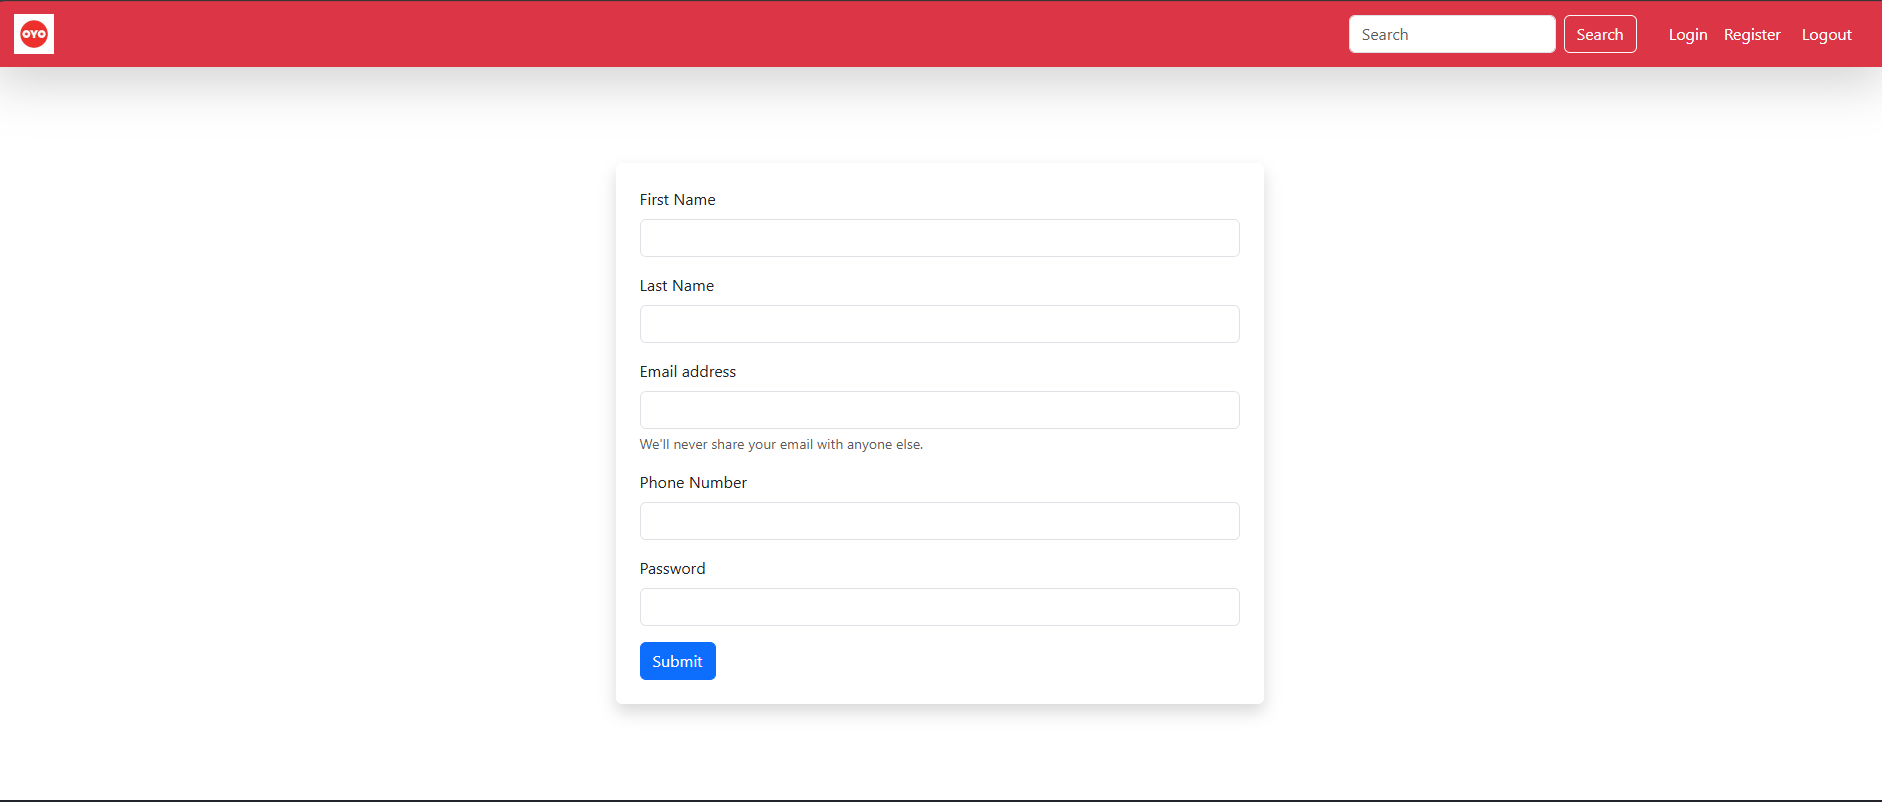 OYO Search Search Login Register Logout
First Name
Last Name
Email address
We'll never share your email with anyone else.
Phone Number
Password
Submit